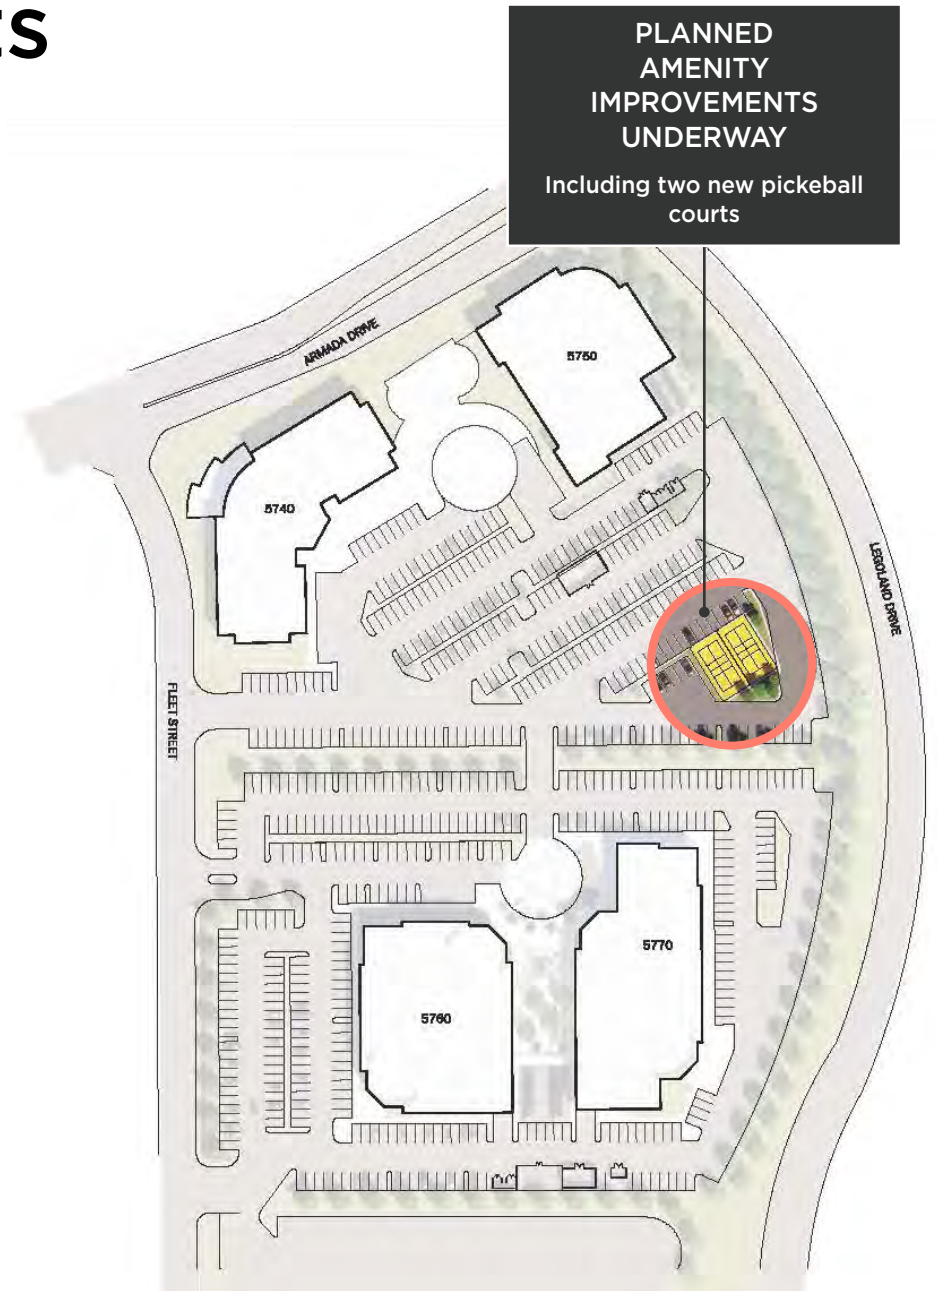 PLANNED
AMENITY
IMPROVEMENTS
UNDERWAY
Including two new pickeball
courts
ARMADA DRIVE
5750
5740
LEGOLAND DRIVE
FLEET STREET
5770
5760